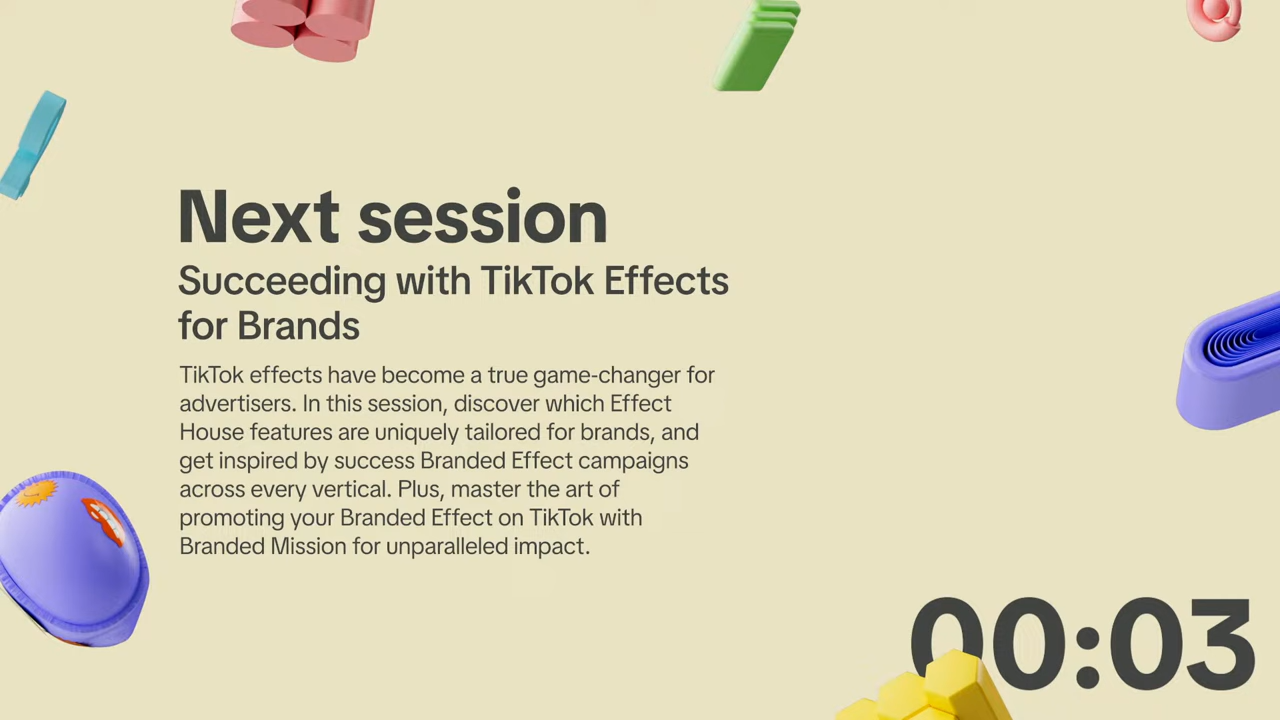 Next session
Succeeding with TikTok Effects
for Brands
TikTok effects have become a true game-changer for
advertisers. In this session, discover which Effect
House features are uniquely tailored for brands, and
get inspired by success Branded Effect campaigns
across every vertical. Plus, master the art of
promoting your Branded Effect on TikTok with
Branded Mission for unparalleled impact.
00:03